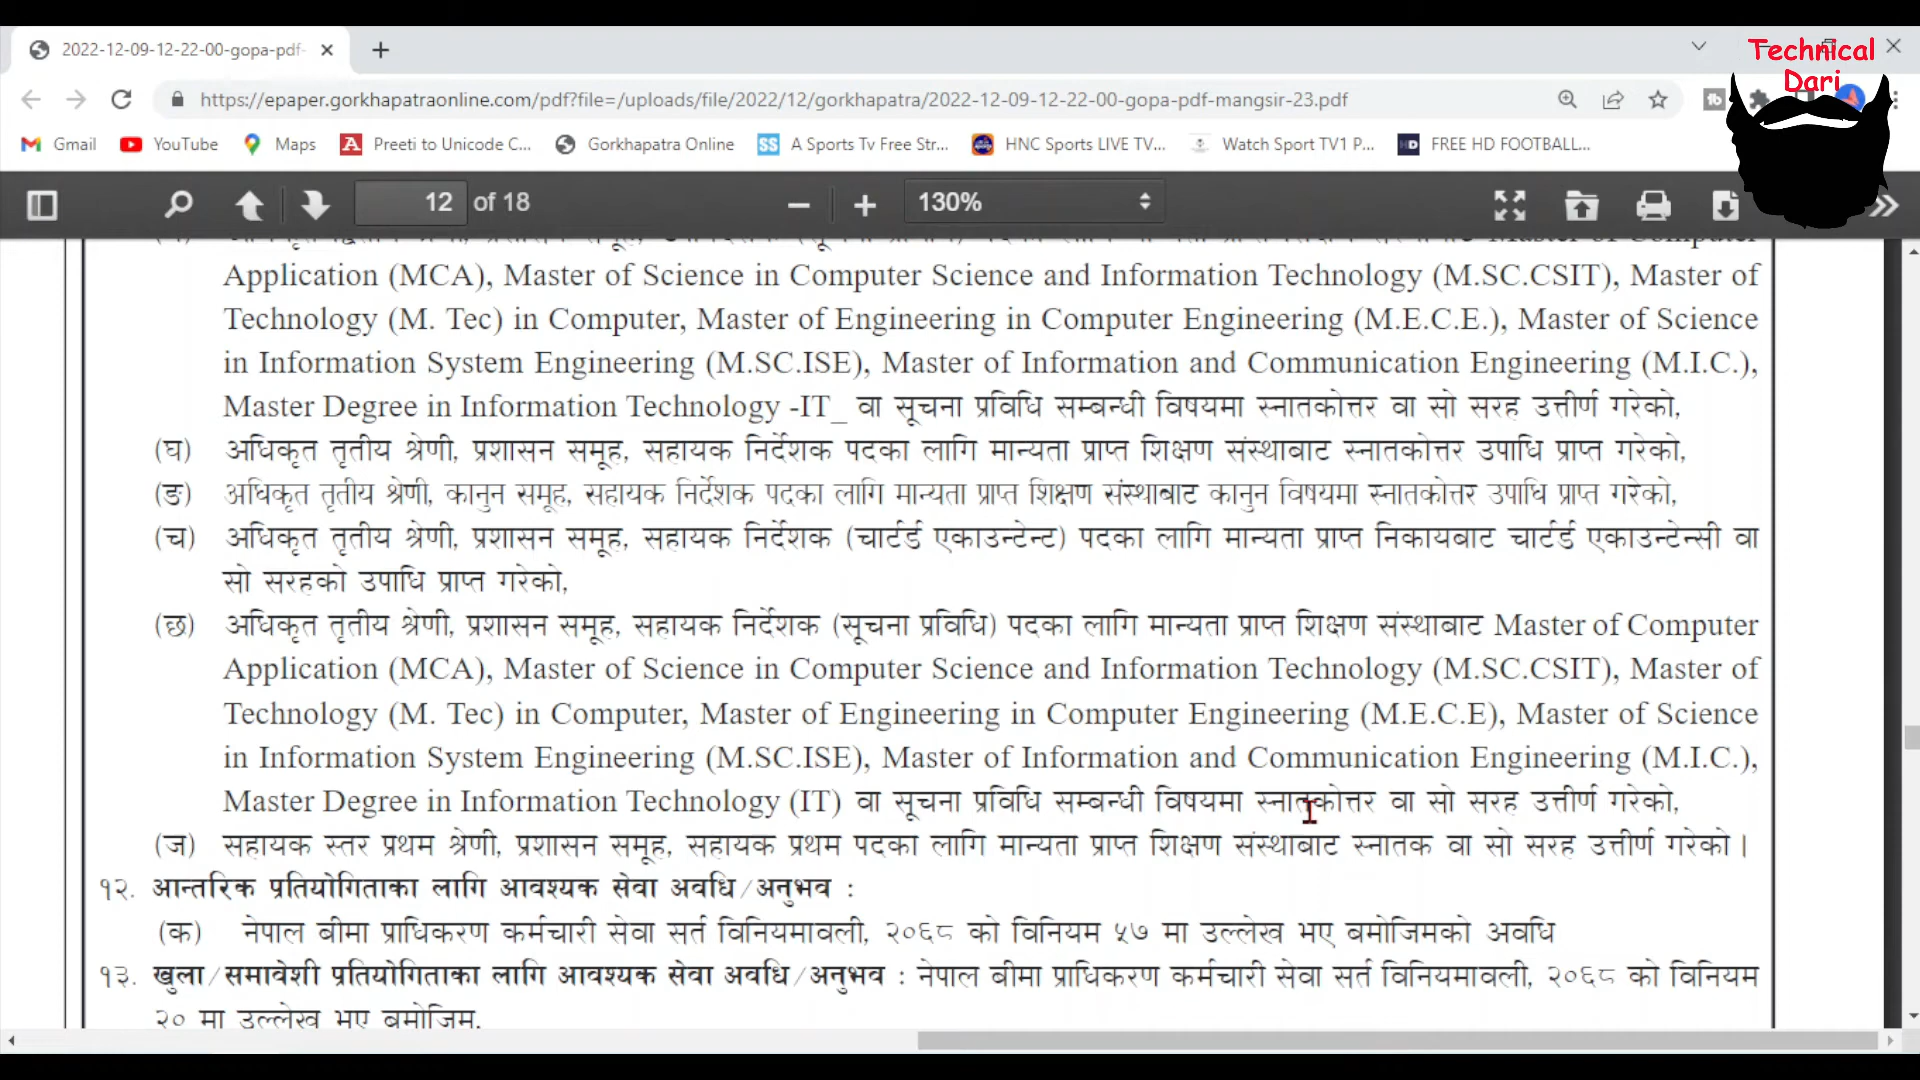 2022-12-09-12-22-00-gopa-pdf-
Technical
Dari
https://epaper.gorkhapatraonline.com/pdf?file=/uploads/file/2022/12/gorkhapatra/2022-12-09-12-22-00-gopa-pdf-mangsir-23.pdf
Gmail YouTube Maps Preeti to Unicode C... Gorkhapatra Online A Sports Tv Free Str... HNC Sports LIVE TV... Watch Sport TV1 P... FREE HD FOOTBALL...
12 of 18 130%
Application (MCA), Master of Science in Computer Science and Information Technology (M.SC.CSIT), Master of
Technology (M. Tec) in Computer, Master of Engineering in Computer Engineering (M.E.C.E.), Master of Science
in Information System Engineering (M.SC.ISE), Master of Information and Communication Engineering (M.I.C.),
Master Degree in Information Technology -IT_ वा सूचना प्रविधि सम्बन्धी विषयमा स्नातकोत्तर वा सो सरह उत्तीर्ण गरेको,
(घ) अधिकृत तृतीय श्रेणी, प्रशासन समूह, सहायक निर्देशक पदका लागि मान्यता प्राप्त शिक्षण संस्थाबाट स्नातकोत्तर उपाधि प्राप्त गरेको,
(ङ) अधिकृत तृतीय श्रेणी, कानुन समूह, सहायक निर्देशक पदका लागि मान्यता प्राप्त शिक्षण संस्थाबाट कानुन विषयमा स्नातकोत्तर उपाधि प्राप्त गरेको,
(च) अधिकृत तृतीय श्रेणी, प्रशासन समूह, सहायक निर्देशक (चार्टर्ड एकाउन्टेन्ट) पदका लागि मान्यता प्राप्त निकायबाट चार्टर्ड एकाउन्टेन्सी वा
सो सरहको उपाधि प्राप्त गरेको,
(छ) अधिकृत तृतीय श्रेणी, प्रशासन समूह, सहायक निर्देशक (सूचना प्रविधि) पदका लागि मान्यता प्राप्त शिक्षण संस्थाबाट Master of Computer
Application (MCA), Master of Science in Computer Science and Information Technology (M.SC.CSIT), Master of
Technology (M. Tec) in Computer, Master of Engineering in Computer Engineering (M.E.C.E), Master of Science
in Information System Engineering (M.SC.ISE), Master of Information and Communication Engineering (M.I.C.),
Master Degree in Information Technology (IT) वा सूचना प्रविधि सम्बन्धी विषयमा स्नातकोत्तर वा सो सरह उत्तीर्ण गरेको,
(ज) सहायक स्तर प्रथम श्रेणी, प्रशासन समूह, सहायक प्रथम पदका लागि मान्यता प्राप्त शिक्षण संस्थाबाट स्नातक वा सो सरह उत्तीर्ण गरेको ।
१२. आन्तरिक प्रतियोगिताका लागि आवश्यक सेवा अवधि/अनुभव :
(क) नेपाल बीमा प्राधिकरण कर्मचारी सेवा सर्त विनियमावली, २०६८ को विनियम ५७ मा उल्लेख भए बमोजिमको अवधि
१३. खुला/समावेशी प्रतियोगिताका लागि आवश्यक सेवा अवधि/अनुभव : नेपाल बीमा प्राधिकरण कर्मचारी सेवा सर्त विनियमावली, २०६८ को विनियम
२० मा उल्लेख भए बमोजिम.